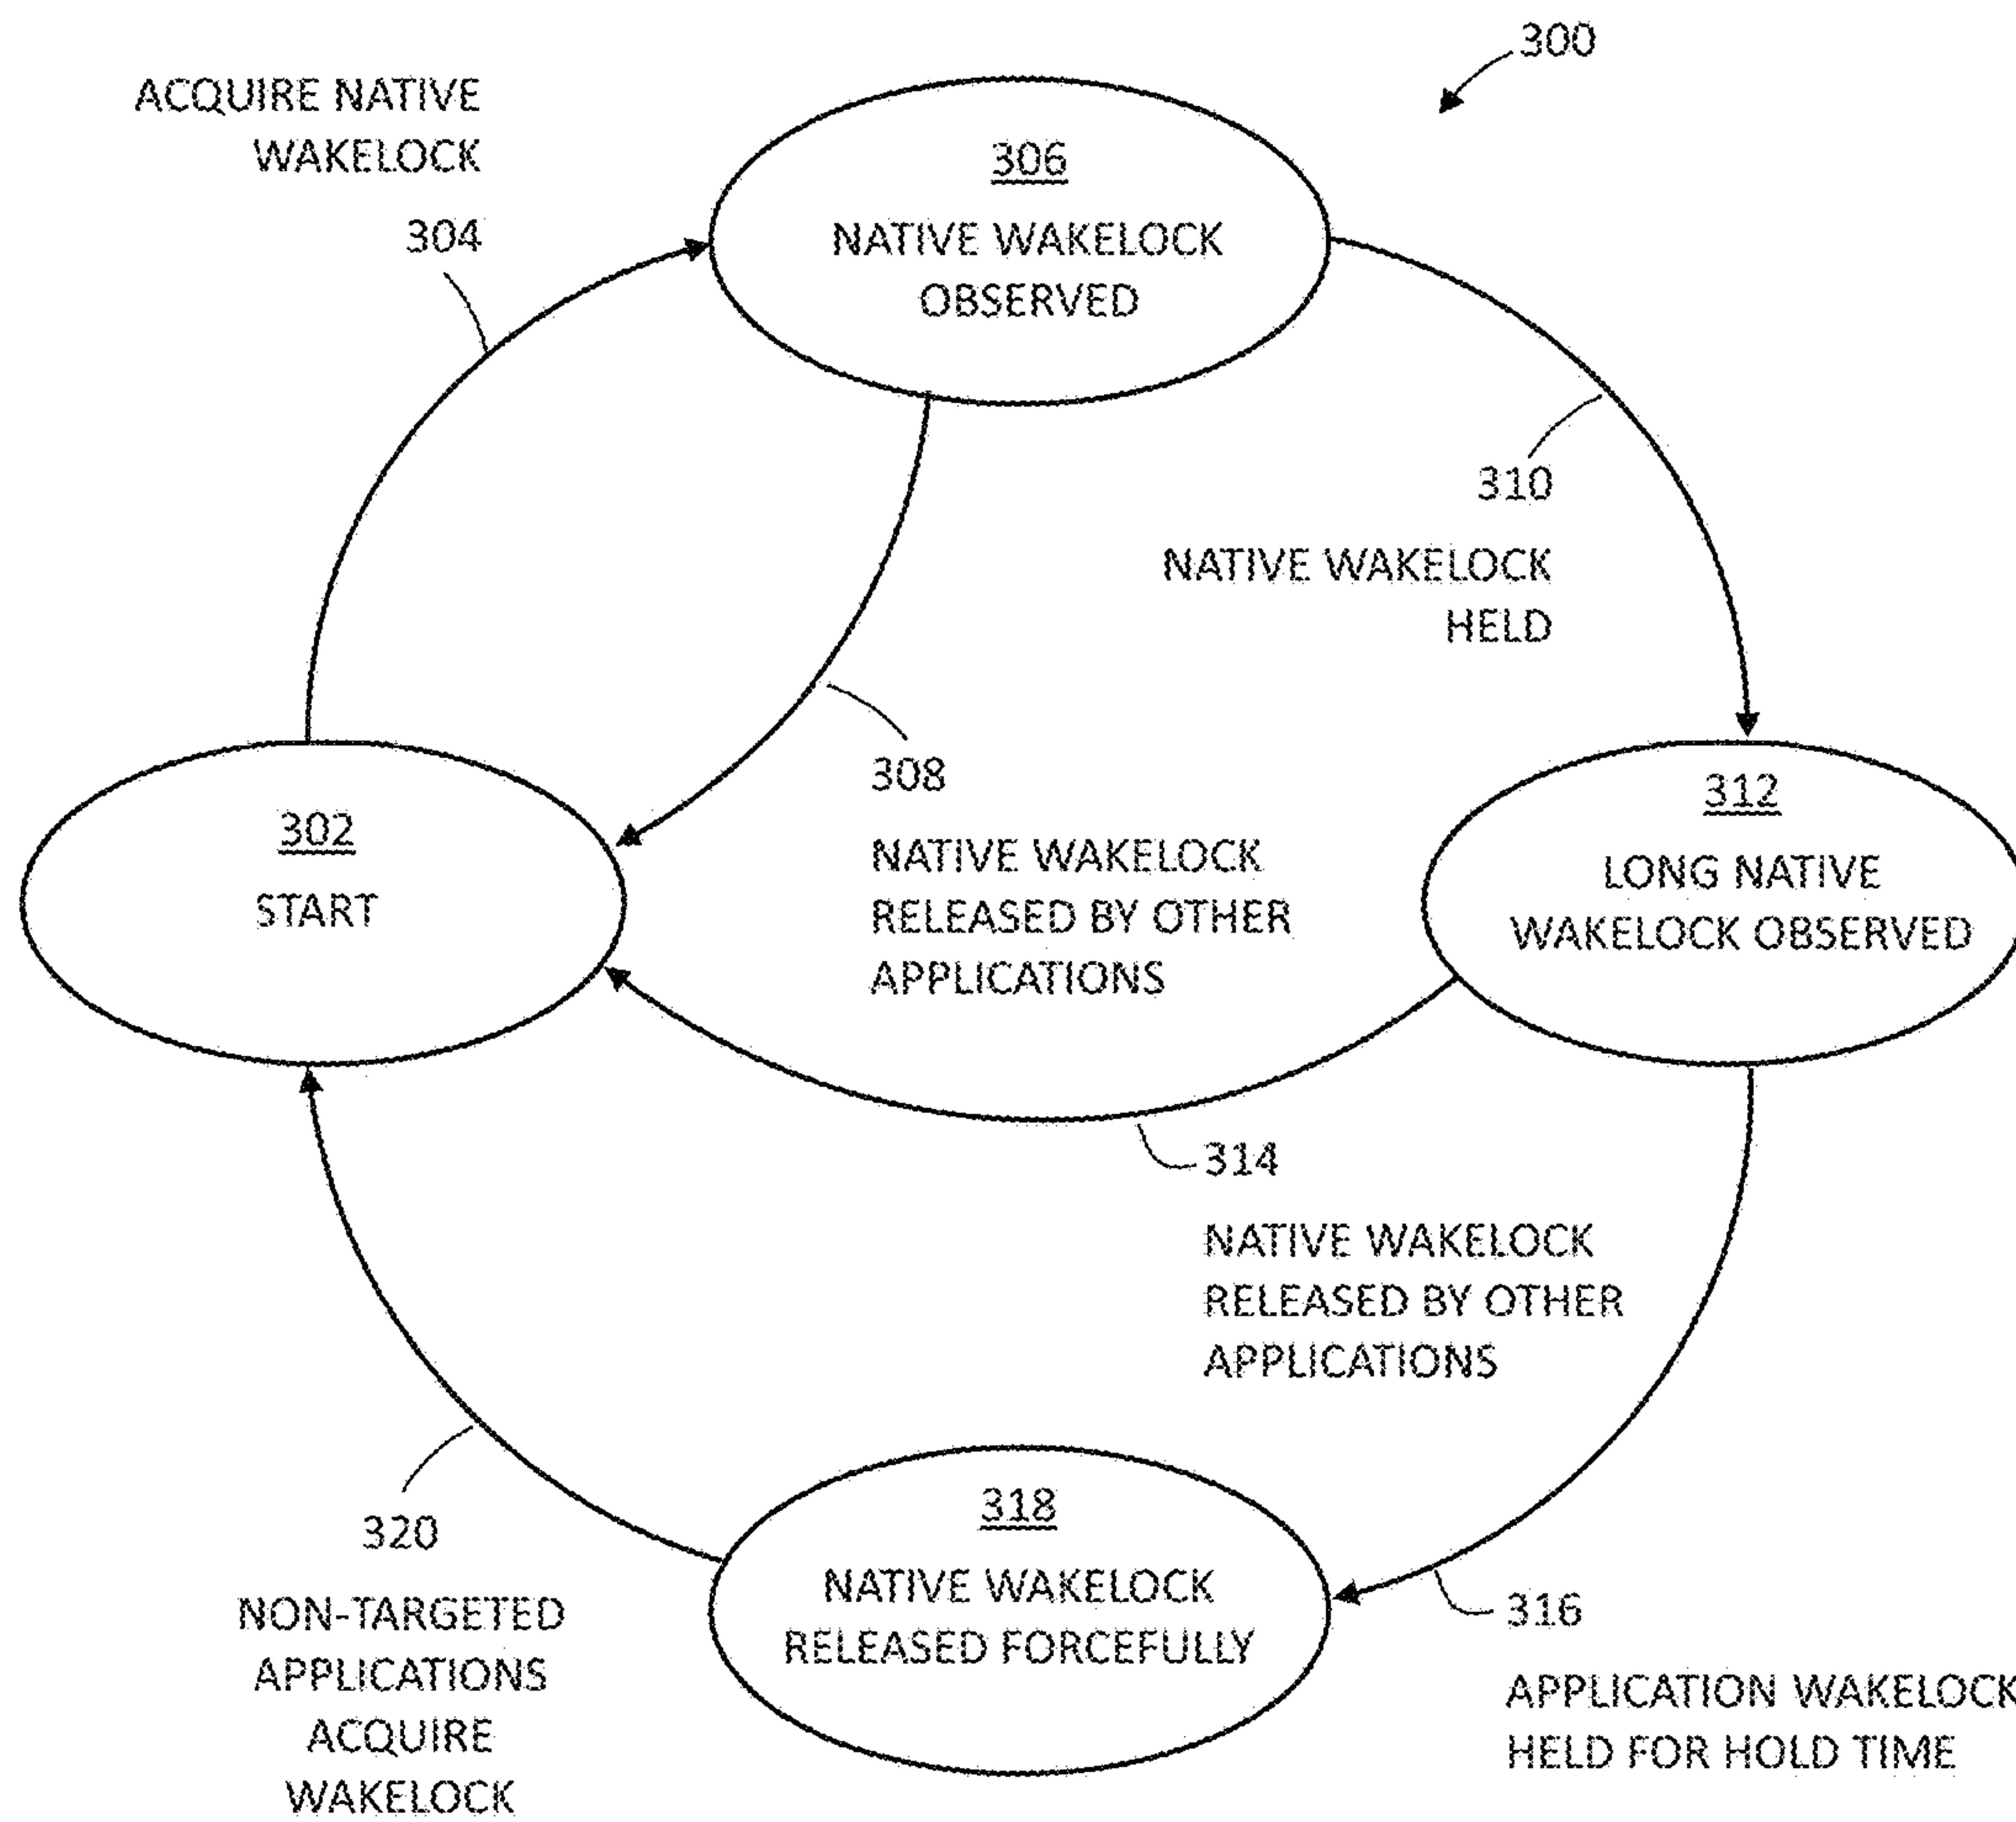 300
ACQUIRE NATIVE
WAKELOCK
304
306
NATIVE WAKELOCK
OBSERVED
310
NATIVE WAKELOCK
HELD
308
NATIVE WAKELOCK
RELEASED BY OTHER
APPLICATIONS
302
START
312
LONG NATIVE
WAKELOCK OBSERVED
314
NATIVE WAKELOCK
RELEASED BY OTHER
APPLICATIONS
318
NATIVE WAKELOCK
RELEASED FORCEFULLY
316
APPLICATION WAKELOCK
HELD FOR HOLD TIME
320
NON-TARGETED
APPLICATIONS
ACQUIRE
WAKELOCK